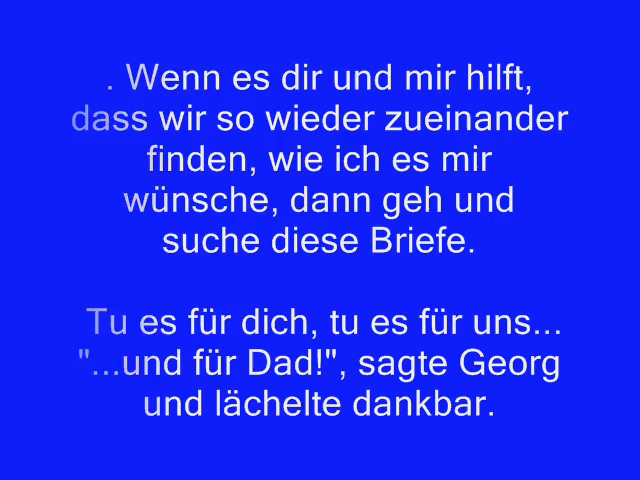 . Wenn es dir und mir hilft,
dass wir so wieder zueinander
finden, wie ich es mir
wünsche, dann geh und
suche diese Briefe.
Tu es für dich, tu es für uns...
"...und für Dad!", sagte Georg
und lächelte dankbar.